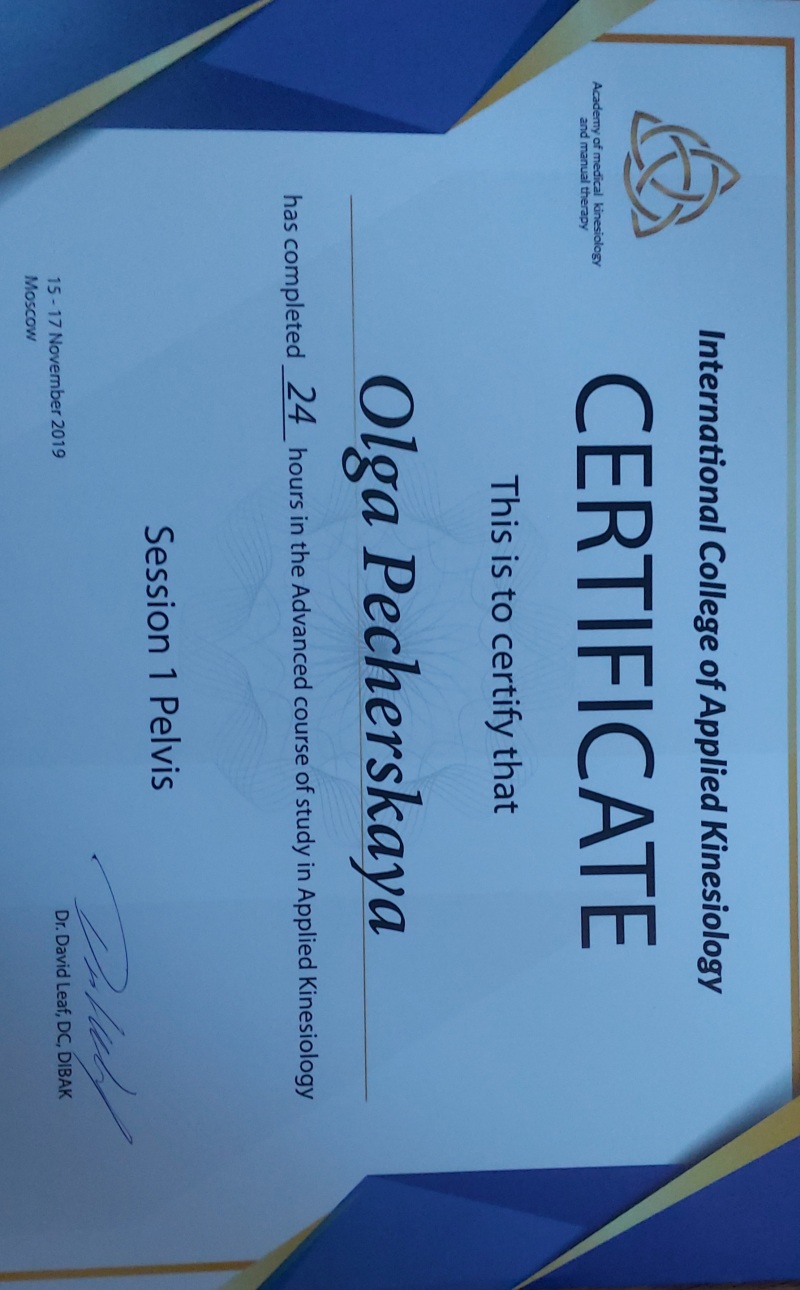 International College of Applied Kinesiology
Academy of medical kinesiology
and manual therapy
CERTIFICATE
This is to certify that
Olga Pecherskaya
has completed 24 hours in the Advanced course of study in Applied Kinesiology
Session 1 Pelvis
15 - 17 November 2019
Moscow
Dr. David Leaf, DC, DIBAK